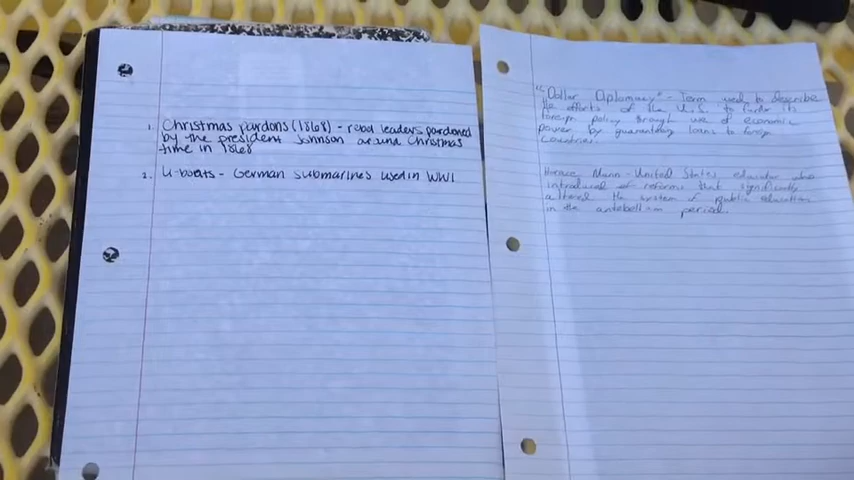 1. Christmas pardons (1868) - rebel leaders pardoned
by the president Johnson around Christmas
time in 1868
2. U-boats - German submarines used in WWI
"Dollar Diplomacy" - Term used to describe
the efforts of the U.S. to furter its
foreign policy through use of economic
power by guaranteeing loans to foreign
countries.
Horace Mann - United States educator who
introduced reforms that significantly
altered the system of public education
in the antebellum period.